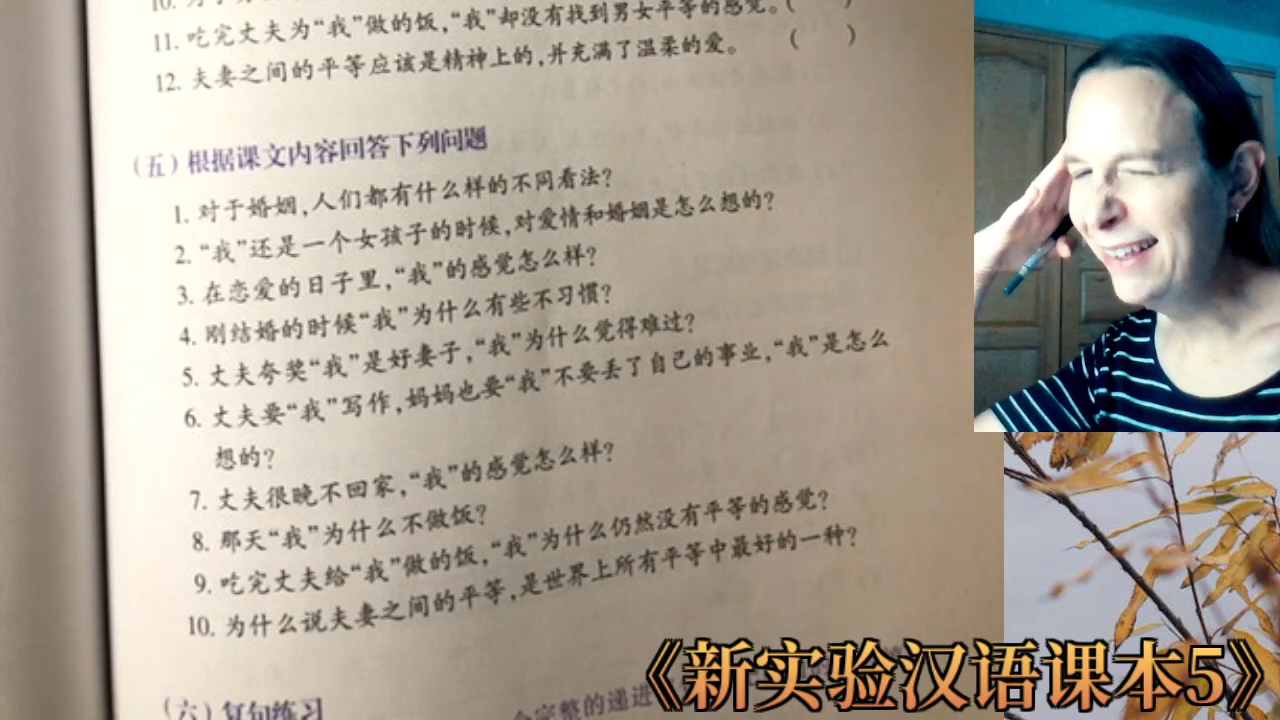 11. 吃完丈夫为“我”做的饭，“我”却没有找到男女平等的感觉。（ ）
12. 夫妻之间的平等应该是精神上的，并充满了温柔的爱。（ ）
（五）根据课文内容回答下列问题
1. 对于婚姻，人们都有什么样的不同看法？
2. “我”还是一个女孩子的时候，对爱情和婚姻是怎么想的？
3. 在恋爱的日子里，“我”的感觉怎么样？
4. 刚结婚的时候“我”为什么有些不习惯？
5. 丈夫夸奖“我”是好妻子，“我”为什么觉得难过？
6. 丈夫要“我”写作，妈妈也要“我”不要丢了自己的事业，“我”是怎么
想的？
7. 丈夫很晚不回家，“我”的感觉怎么样？
8. 那天“我”为什么不做饭？
9. 吃完丈夫给“我”做的饭，“我”为什么仍然没有平等的感觉？
10. 为什么说夫妻之间的平等，是世界上所有平等中最好的一种？
（六）复句练习
完整的递进
《新实验汉语课本5》